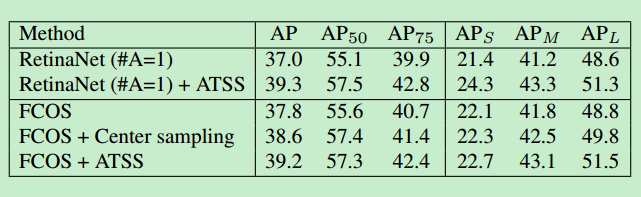 Method AP AP50 AP75 APS APM APL
RetinaNet (#A=1) 37.0 55.1 39.9 21.4 41.2 48.6
RetinaNet (#A=1) + ATSS 39.3 57.5 42.8 24.3 43.3 51.3
FCOS 37.8 55.6 40.7 22.1 41.8 48.8
FCOS + Center sampling 38.6 57.4 41.4 22.3 42.5 49.8
FCOS + ATSS 39.2 57.3 42.4 22.7 43.1 51.5